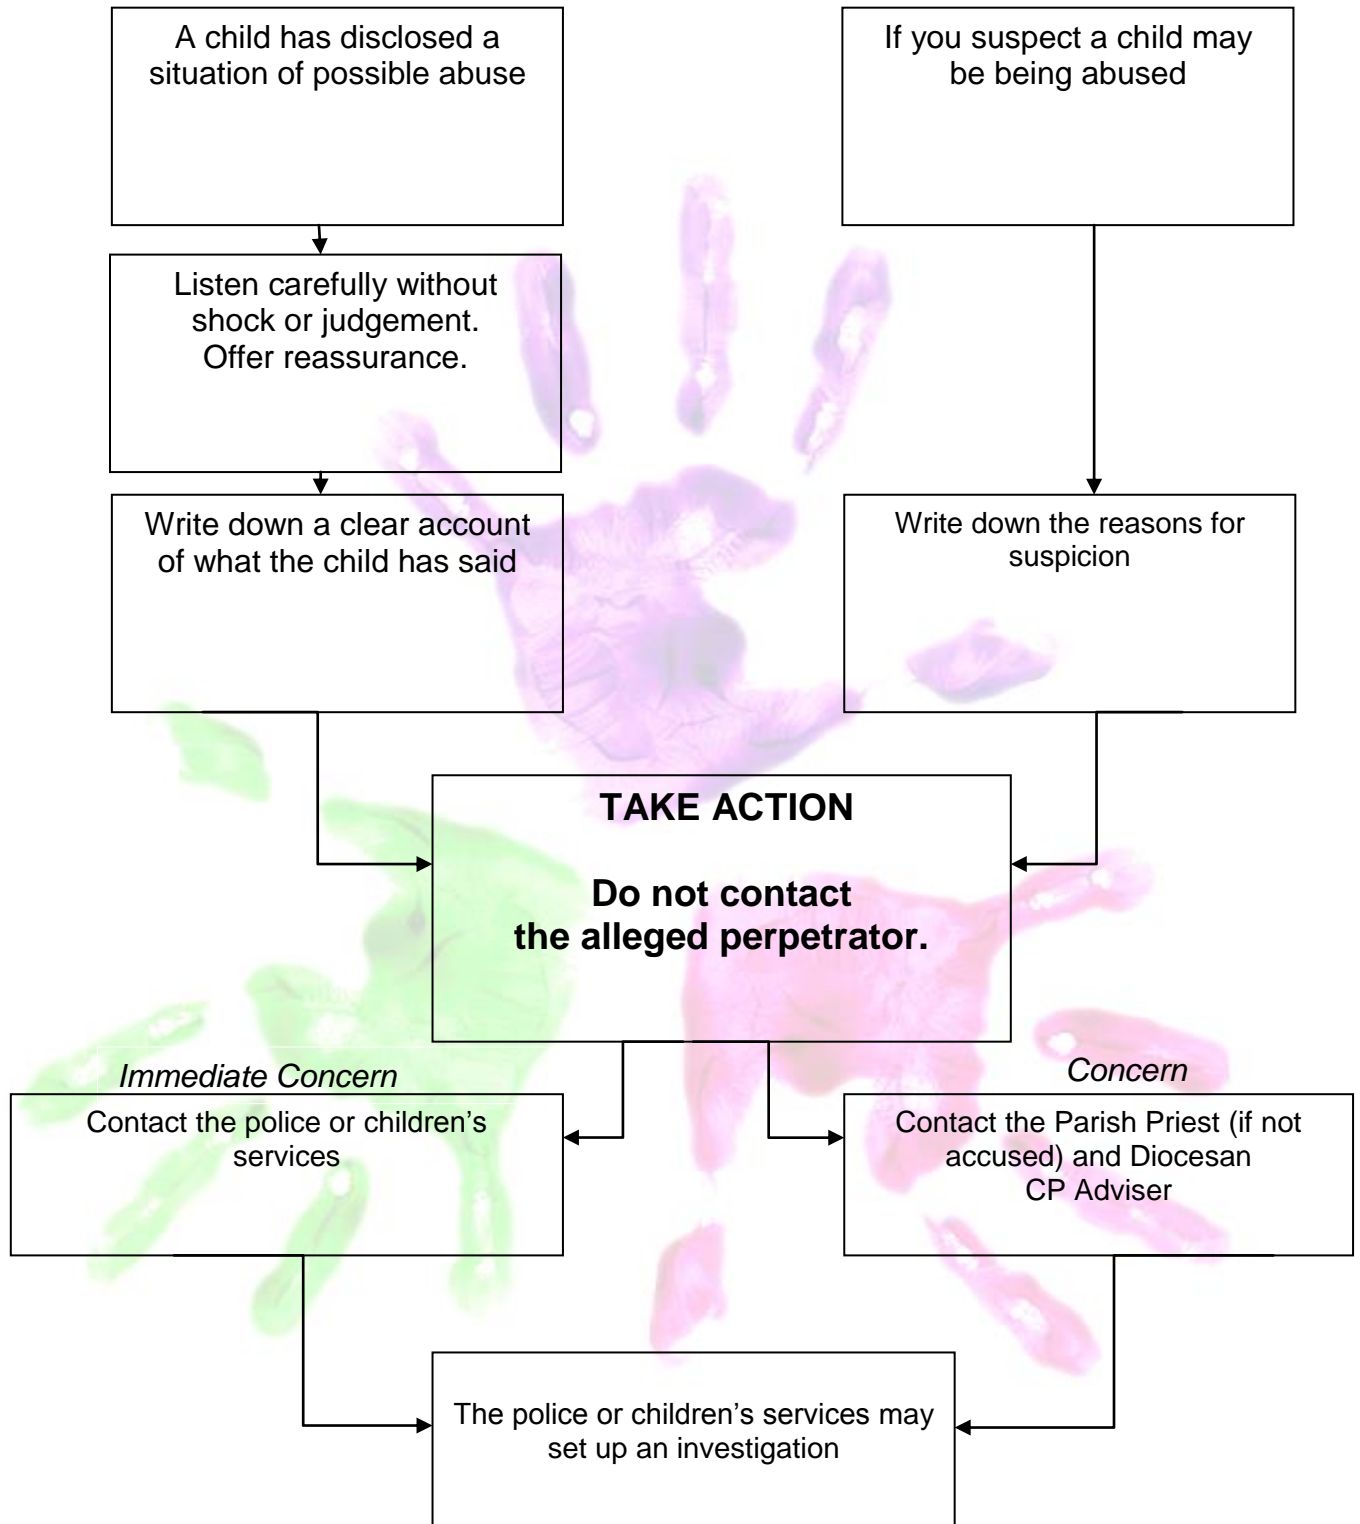 A child has disclosed a
situation of possible abuse
If you suspect a child may
be being abused
Listen carefully without
shock or judgement.
Offer reassurance.
Write down a clear account
of what the child has said
Write down the reasons for
suspicion
TAKE ACTION
Do not contact
the alleged perpetrator.
Immediate Concern
Concern
Contact the police or children’s
services
Contact the Parish Priest (if not
accused) and Diocesan
CP Adviser
The police or children’s services may
set up an investigation